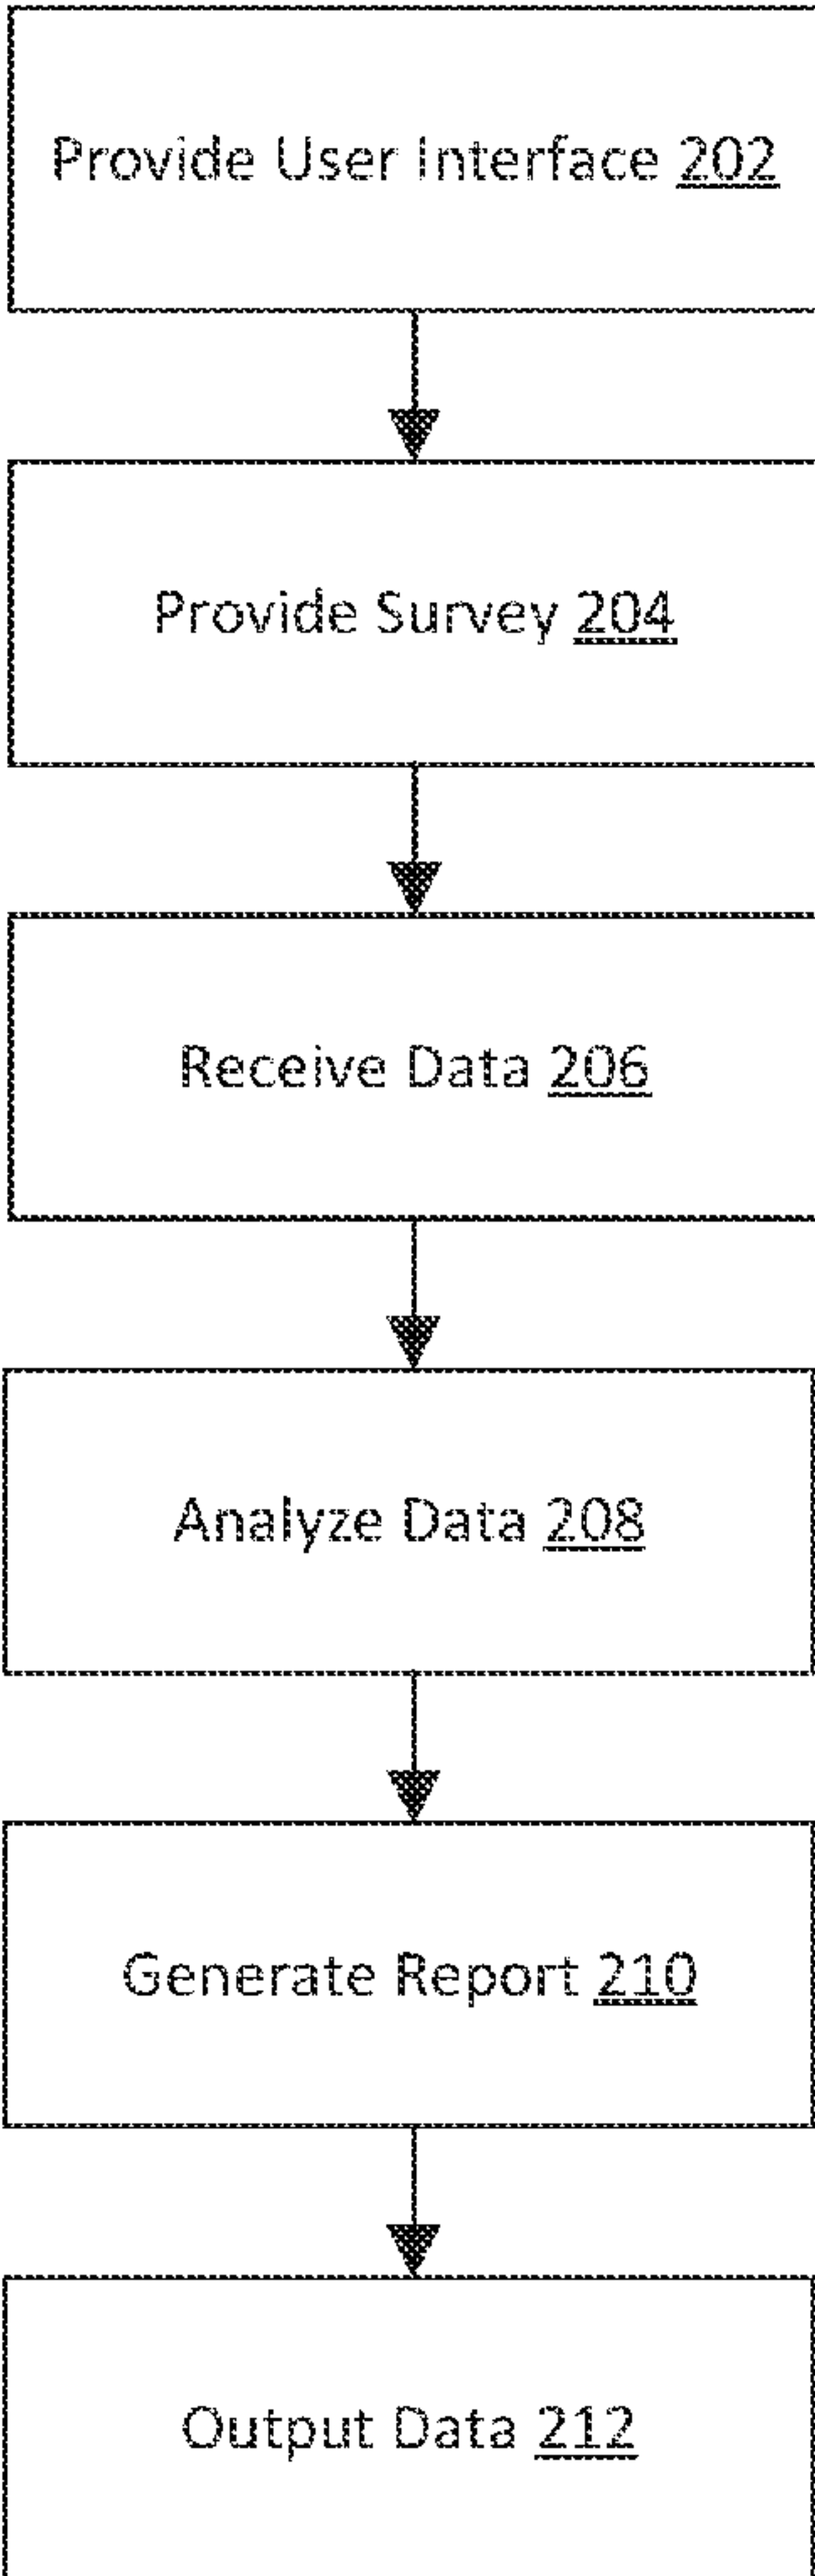 Provide User Interface 202
Provide Survey 204
Receive Data 206
Analyze Data 208
Generate Report 210
Output Data 212